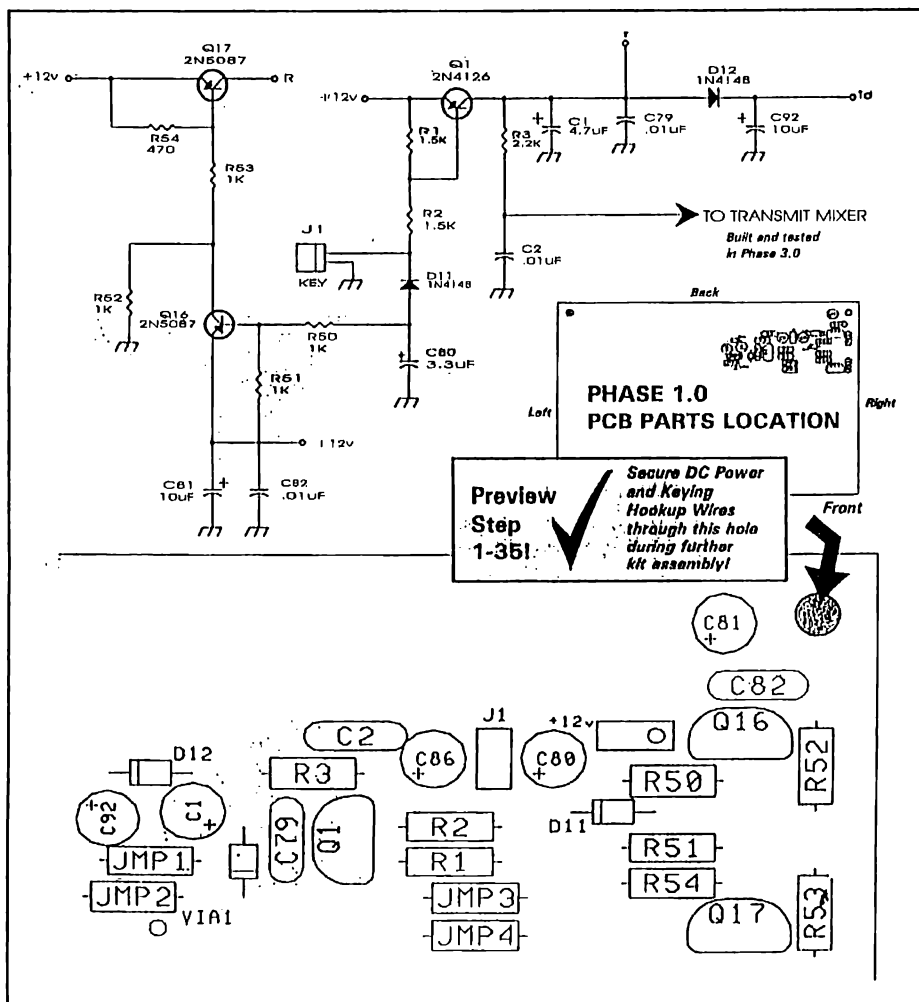 Q17
2N5087
+12v
R
R54
470
R53
1K
R52
1K
Q16
2N5087
R50
1K
R51
1K
+12v
C81
10uF
+
C82
.01uF
Q1
2N4126
+12v
R1
1.5K
R2
1.5K
J1
KEY
D11
1N4148
+
C80
3.3uF
R3
2.2K
C2
.01uF
+
C1
4.7uF
T
C79
.01uF
D12
1N4148
+
C92
10uF
Td
TO TRANSMIT MIXER
Built and tested
in Phase 3.0
Back
PHASE 1.0
PCB PARTS LOCATION
Left
Right
Front
Preview
Step
1-35!
Secure DC Power
and Keying
Hookup Wires
through this hole
during further
kit assembly!
C81
+
C82
D12
C2
C86
+
J1
C80
+
+12v
Q16
R52
R3
R50
C92
+
C1
+
D11
C79
Q1
R2
R51
JMP1
R1
R54
JMP2
JMP3
VIA1
JMP4
Q17
R53